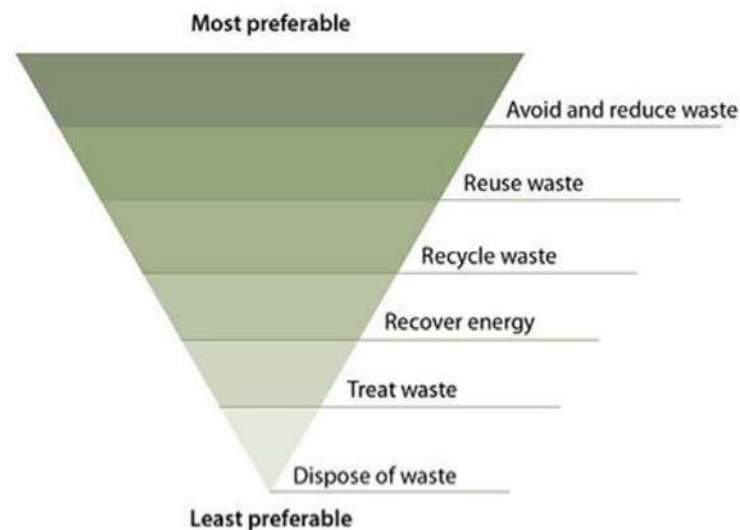 Most preferable
Avoid and reduce waste
Reuse waste
Recycle waste
Recover energy
Treat waste
Dispose of waste
Least preferable